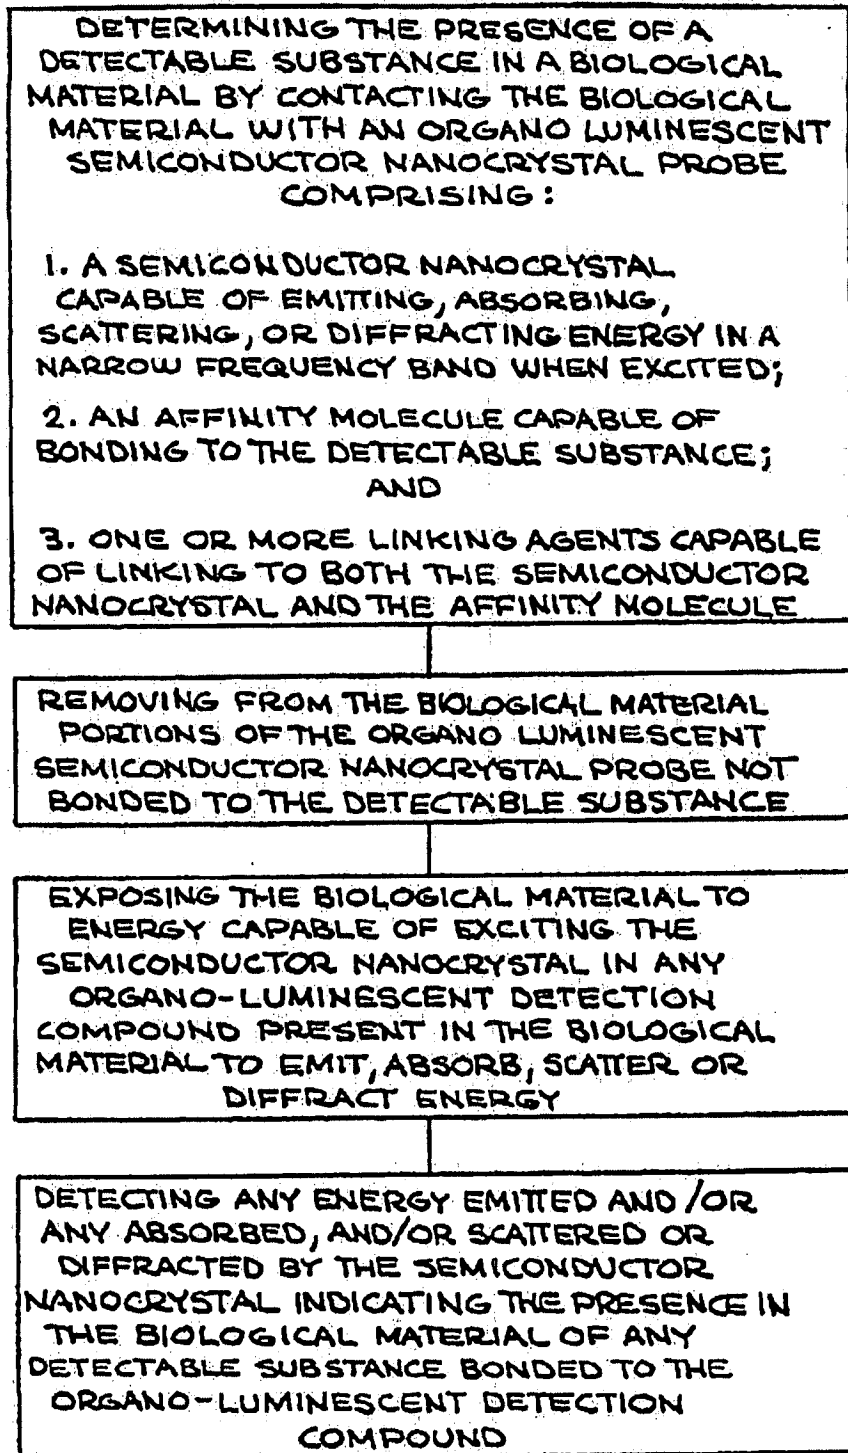 DETERMINING THE PRESENCE OF A
DETECTABLE SUBSTANCE IN A BIOLOGICAL
MATERIAL BY CONTACTING THE BIOLOGICAL
MATERIAL WITH AN ORGANO LUMINESCENT
SEMICONDUCTOR NANOCRYSTAL PROBE
COMPRISING:
1. A SEMICONDUCTOR NANOCRYSTAL
CAPABLE OF EMITTING, ABSORBING,
SCATTERING, OR DIFFRACTING ENERGY IN A
NARROW FREQUENCY BAND WHEN EXCITED;
2. AN AFFINITY MOLECULE CAPABLE OF
BONDING TO THE DETECTABLE SUBSTANCE;
AND
3. ONE OR MORE LINKING AGENTS CAPABLE
OF LINKING TO BOTH THE SEMICONDUCTOR
NANOCRYSTAL AND THE AFFINITY MOLECULE
REMOVING FROM THE BIOLOGICAL MATERIAL
PORTIONS OF THE ORGANO LUMINESCENT
SEMICONDUCTOR NANOCRYSTAL PROBE NOT
BONDED TO THE DETECTABLE SUBSTANCE
EXPOSING THE BIOLOGICAL MATERIAL TO
ENERGY CAPABLE OF EXCITING THE
SEMICONDUCTOR NANOCRYSTAL IN ANY
ORGANO-LUMINESCENT DETECTION
COMPOUND PRESENT IN THE BIOLOGICAL
MATERIAL TO EMIT, ABSORB, SCATTER OR
DIFFRACT ENERGY
DETECTING ANY ENERGY EMITTED AND/OR
ANY ABSORBED, AND/OR SCATTERED OR
DIFFRACTED BY THE SEMICONDUCTOR
NANOCRYSTAL INDICATING THE PRESENCE IN
THE BIOLOGICAL MATERIAL OF ANY
DETECTABLE SUBSTANCE BONDED TO THE
ORGANO-LUMINESCENT DETECTION
COMPOUND